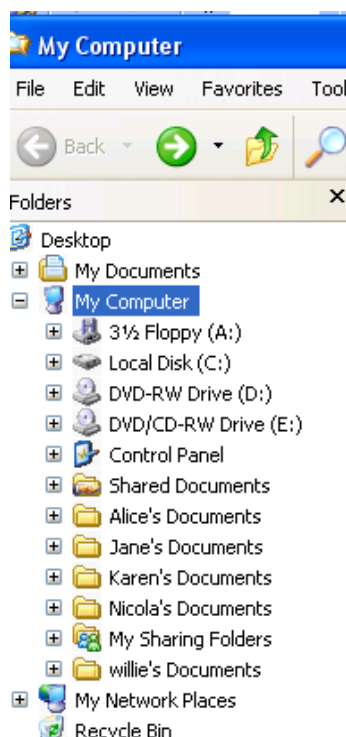 My Computer
File Edit View Favorites Tool
Back
Folders
Desktop
My Documents
My Computer
3½ Floppy (A:)
Local Disk (C:)
DVD-RW Drive (D:)
DVD/CD-RW Drive (E:)
Control Panel
Shared Documents
Alice's Documents
Jane's Documents
Karen's Documents
Nicola's Documents
My Sharing Folders
willie's Documents
My Network Places
Recycle Bin